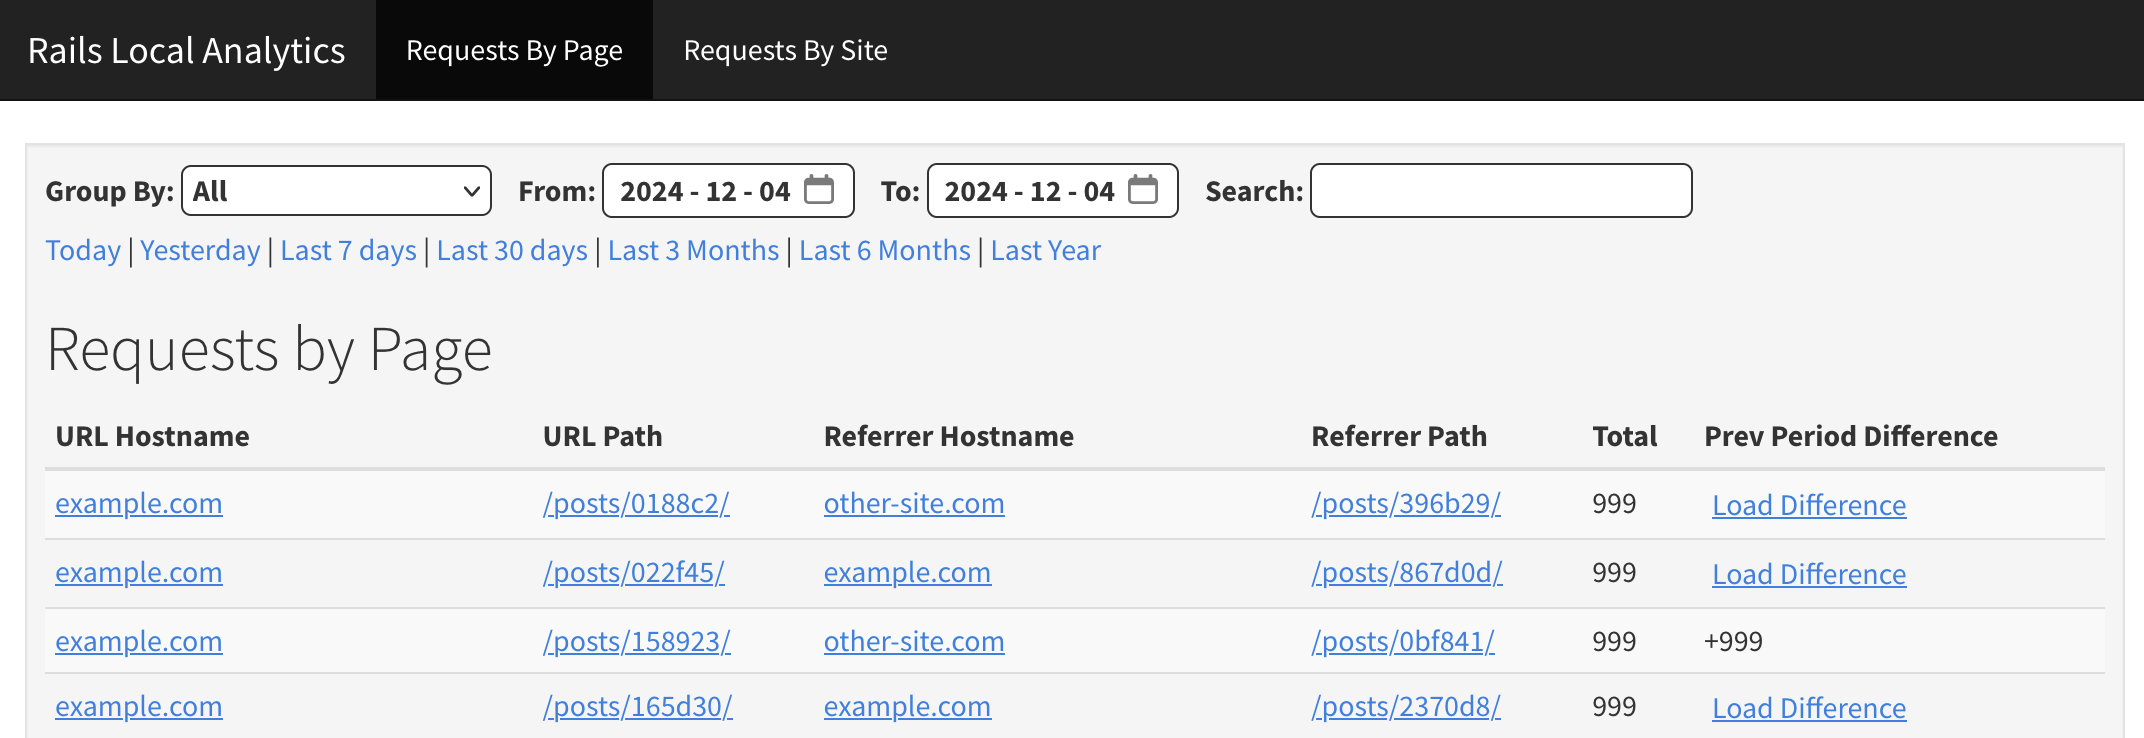 Rails Local Analytics Requests By Page Requests By Site
Group By: All From: 2024 - 12 - 04 To: 2024 - 12 - 04 Search:
Today | Yesterday | Last 7 days | Last 30 days | Last 3 Months | Last 6 Months | Last Year
Requests by Page
URL Hostname URL Path Referrer Hostname Referrer Path Total Prev Period Difference
example.com /posts/0188c2/ other-site.com /posts/396b29/ 999 Load Difference
example.com /posts/022f45/ example.com /posts/867d0d/ 999 Load Difference
example.com /posts/158923/ other-site.com /posts/0bf841/ 999 +999
example.com /posts/165d30/ example.com /posts/2370d8/ 999 Load Difference